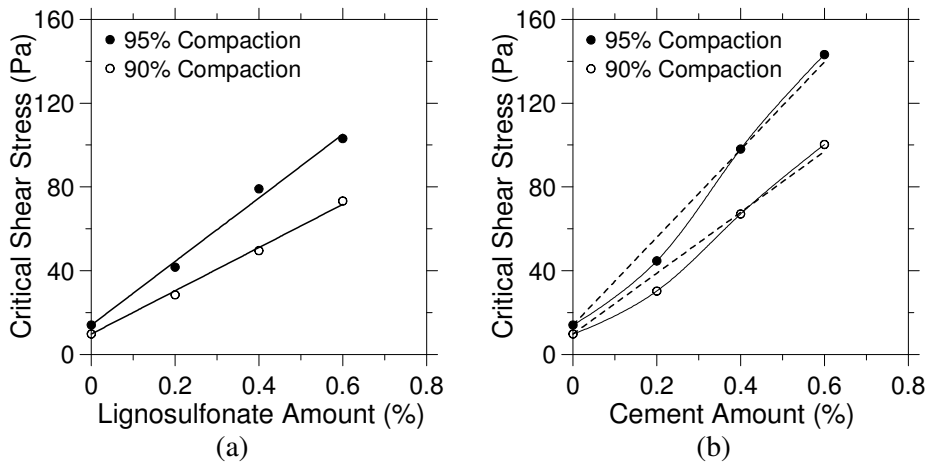 160
120
80
40
0
Critical Shear Stress (Pa)
95% Compaction
90% Compaction
0 0.2 0.4 0.6 0.8
Lignosulfonate Amount (%)
(a)
160
120
80
40
0
Critical Shear Stress (Pa)
95% Compaction
90% Compaction
0 0.2 0.4 0.6 0.8
Cement Amount (%)
(b)